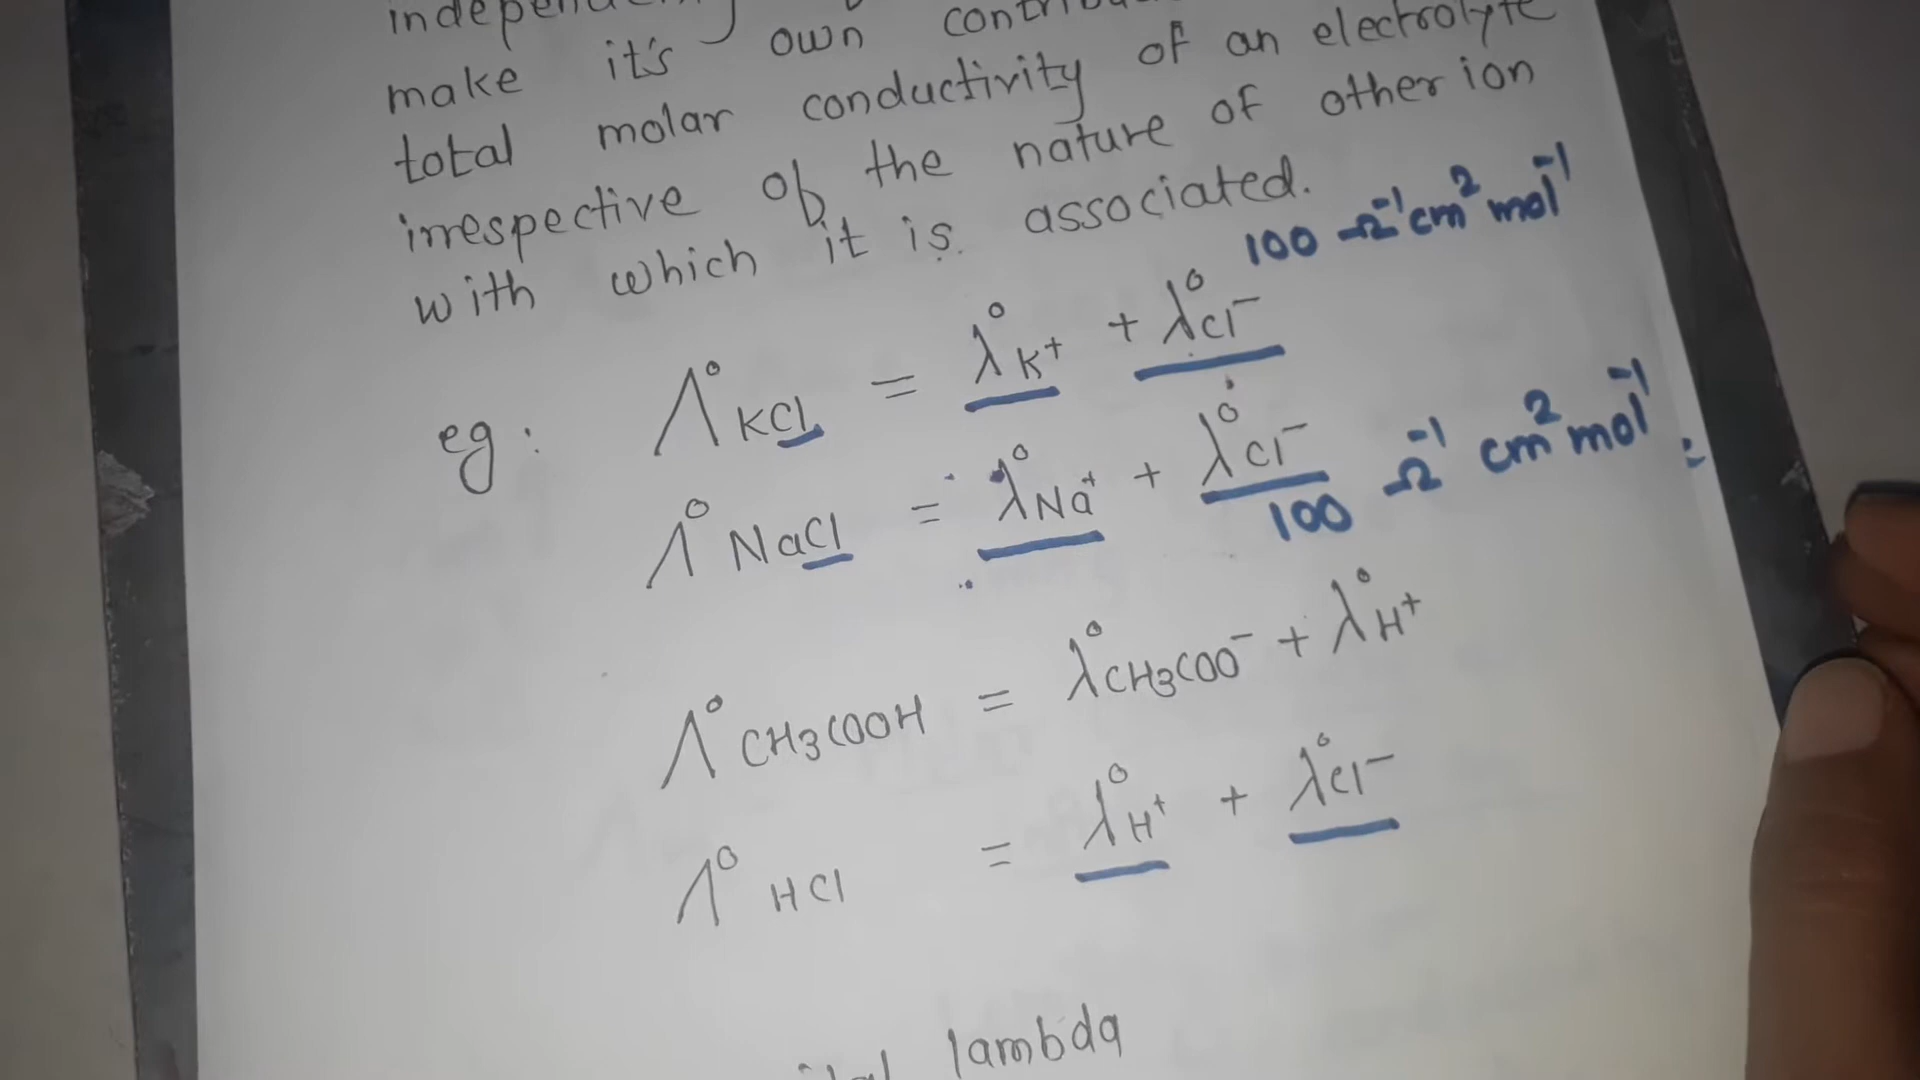 make it's own
total molar conductivity of an electrolyte
irrespective of the nature of other ion
with which it is associated.
100 Ω⁻¹ cm² mol⁻¹
eg: Λ°KCl = λ°K⁺ + λ°Cl⁻
Λ°NaCl = λ°Na⁺ + λ°Cl⁻
100 Ω⁻¹ cm² mol⁻¹
Λ°CH3COOH = λ°CH3COO⁻ + λ°H⁺
Λ°HCl = λ°H⁺ + λ°Cl⁻
lambda